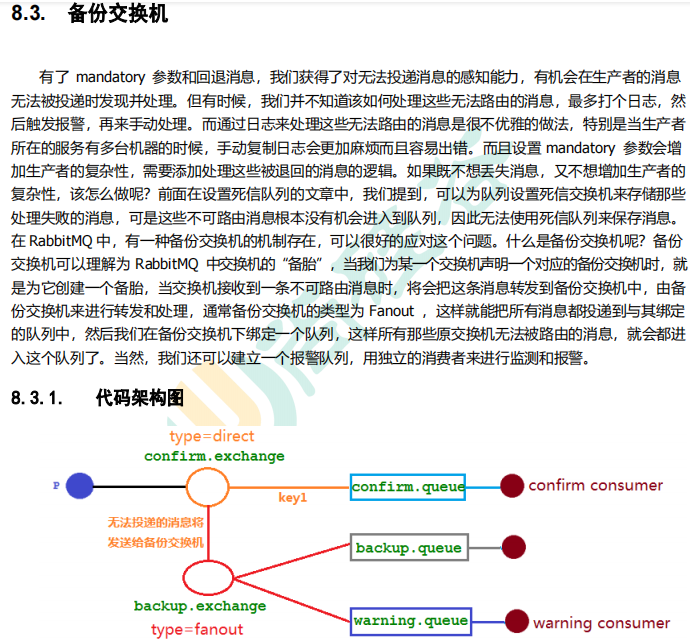 8.3. 备份交换机
有了 mandatory 参数和回退消息，我们获得了对无法投递消息的感知能力，有机会在生产者的消息
无法被投递时发现并处理。但有时候，我们并不知道该如何处理这些无法路由的消息，最多打个日志，然
后触发报警，再来手动处理。而通过日志来处理这些无法路由的消息是很不优雅的做法，特别是当生产者
所在的服务有多台机器的时候，手动复制日志会更加麻烦而且容易出错。而且设置 mandatory 参数会增
加生产者的复杂性，需要添加处理这些被退回的消息的逻辑。如果既不想丢失消息，又不想增加生产者的
复杂性，该怎么做呢？前面在设置死信队列的文章中，我们提到，可以为队列设置死信交换机来存储那些
处理失败的消息，可是这些不可路由消息根本没有机会进入到队列，因此无法使用死信队列来保存消息。
在 RabbitMQ 中，有一种备份交换机的机制存在，可以很好的应对这个问题。什么是备份交换机呢？备份
交换机可以理解为 RabbitMQ 中交换机的“备胎”，当我们为某一个交换机声明一个对应的备份交换机时，就
是为它创建一个备胎，当交换机接收到一条不可路由消息时，将会把这条消息转发到备份交换机中，由备
份交换机来进行转发和处理，通常备份交换机的类型为 Fanout ，这样就能把所有消息都投递到与其绑定
的队列中，然后我们在备份交换机下绑定一个队列，这样所有那些原交换机无法被路由的消息，就会都进
入这个队列了。当然，我们还可以建立一个报警队列，用独立的消费者来进行监测和报警。
8.3.1. 代码架构图
type=direct
confirm.exchange
P
key1
confirm.queue
confirm consumer
无法投递的消息将
发送给备份交换机
backup.queue
backup.exchange
type=fanout
warning.queue
warning consumer